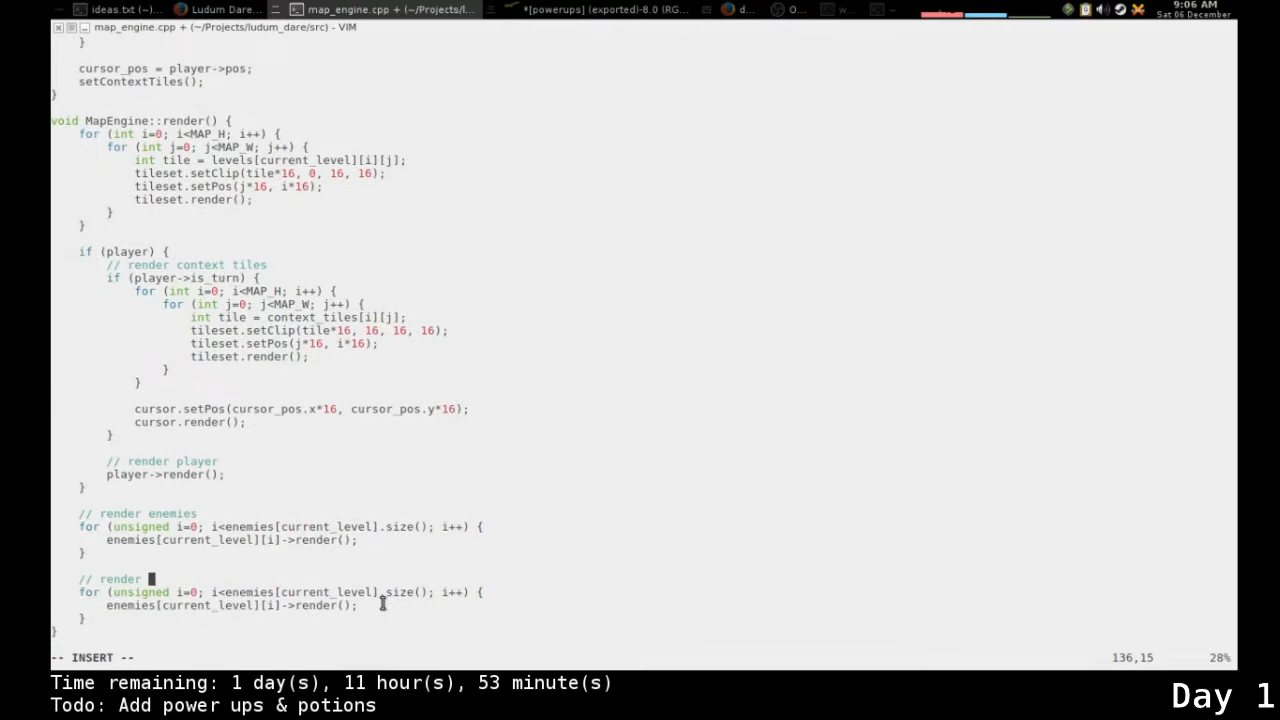 ideas.txt (~)... Ludum Dare... map_engine.cpp + (~/Projects/l... *[powerups] (exported)-8.0 (RG... d... O... w... 9:06 AM
Sat 06 December
map_engine.cpp + (~/Projects/ludum_dare/src) - VIM
}
cursor_pos = player->pos;
setContextTiles();
}
void MapEngine::render() {
for (int i=0; i<MAP_H; i++) {
for (int j=0; j<MAP_W; j++) {
int tile = levels[current_level][i][j];
tileset.setClip(tile*16, 0, 16, 16);
tileset.setPos(j*16, i*16);
tileset.render();
}
}
if (player) {
// render context tiles
if (player->is_turn) {
for (int i=0; i<MAP_H; i++) {
for (int j=0; j<MAP_W; j++) {
int tile = context_tiles[i][j];
tileset.setClip(tile*16, 16, 16, 16);
tileset.setPos(j*16, i*16);
tileset.render();
}
}
cursor.setPos(cursor_pos.x*16, cursor_pos.y*16);
cursor.render();
}
// render player
player->render();
}
// render enemies
for (unsigned i=0; i<enemies[current_level].size(); i++) {
enemies[current_level][i]->render();
}
// render
for (unsigned i=0; i<enemies[current_level].size(); i++) {
enemies[current_level][i]->render();
}
}
-- INSERT -- 136,15 28%
Time remaining: 1 day(s), 11 hour(s), 53 minute(s)
Todo: Add power ups & potions
Day 1